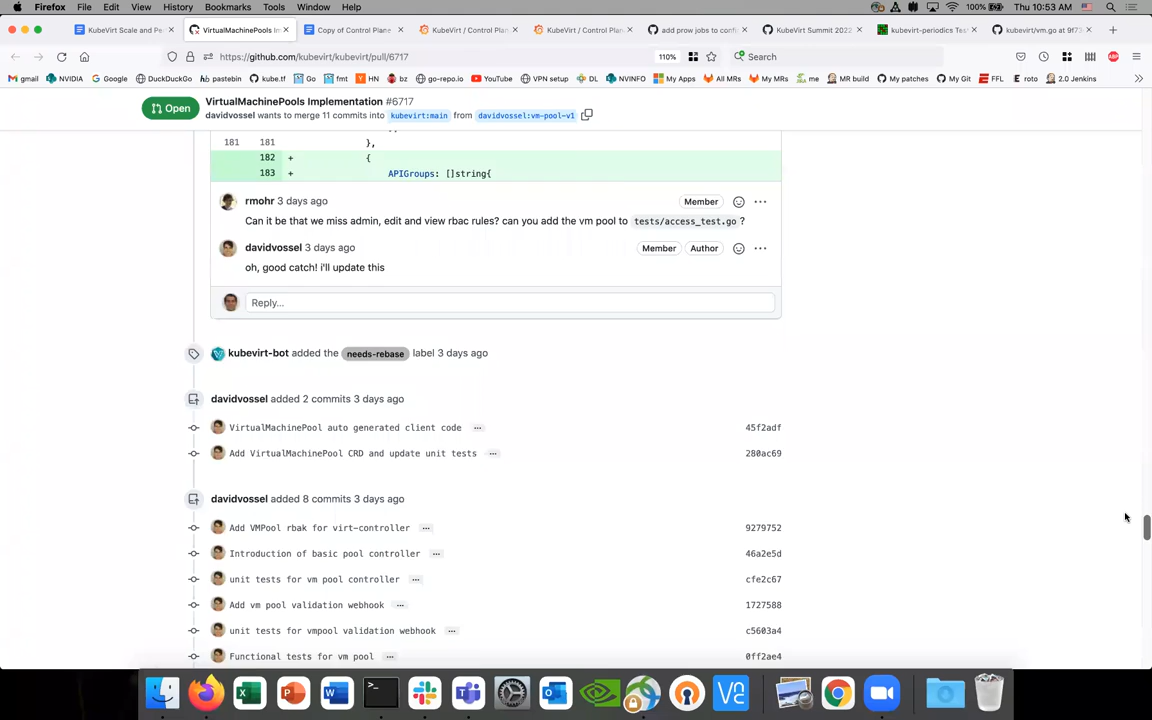 Firefox File Edit View History Bookmarks Tools Window Help 100% Thu 10:53 AM
KubeVirt Scale and Pe VirtualMachinePools Im Copy of Control Plane KubeVirt / Control Plan KubeVirt / Control Plan add prow jobs to confi KubeVirt Summit 2022 kubevirt-periodics Tes kubevirt/vm.go at 9f73
https://github.com/kubevirt/kubevirt/pull/6717 110% Search
gmail NVIDIA Google DuckDuckGo pastebin kube.tf Go fmt HN bz go-repo.io YouTube VPN setup DL NVINFO My Apps All MRs My MRs me MR build My patches My Git FFL roto 2.0 Jenkins
Open
VirtualMachinePools Implementation #6717
davidvossel wants to merge 11 commits into kubevirt:main from davidvossel:vm-pool-v1
181 181 },
182 + {
183 + APIGroups: []string{
rmohr 3 days ago Member
Can it be that we miss admin, edit and view rbac rules? can you add the vm pool to tests/access_test.go ?
davidvossel 3 days ago Member Author
oh, good catch! i'll update this
Reply...
kubevirt-bot added the needs-rebase label 3 days ago
davidvossel added 2 commits 3 days ago
VirtualMachinePool auto generated client code ... 45f2adf
Add VirtualMachinePool CRD and update unit tests ... 280ac69
davidvossel added 8 commits 3 days ago
Add VMPool rbak for virt-controller ... 9279752
Introduction of basic pool controller ... 46a2e5d
unit tests for vm pool controller ... cfe2c67
Add vm pool validation webhook ... 1727588
unit tests for vmpool validation webhook ... c5603a4
Functional tests for vm pool ... 0ff2ae4